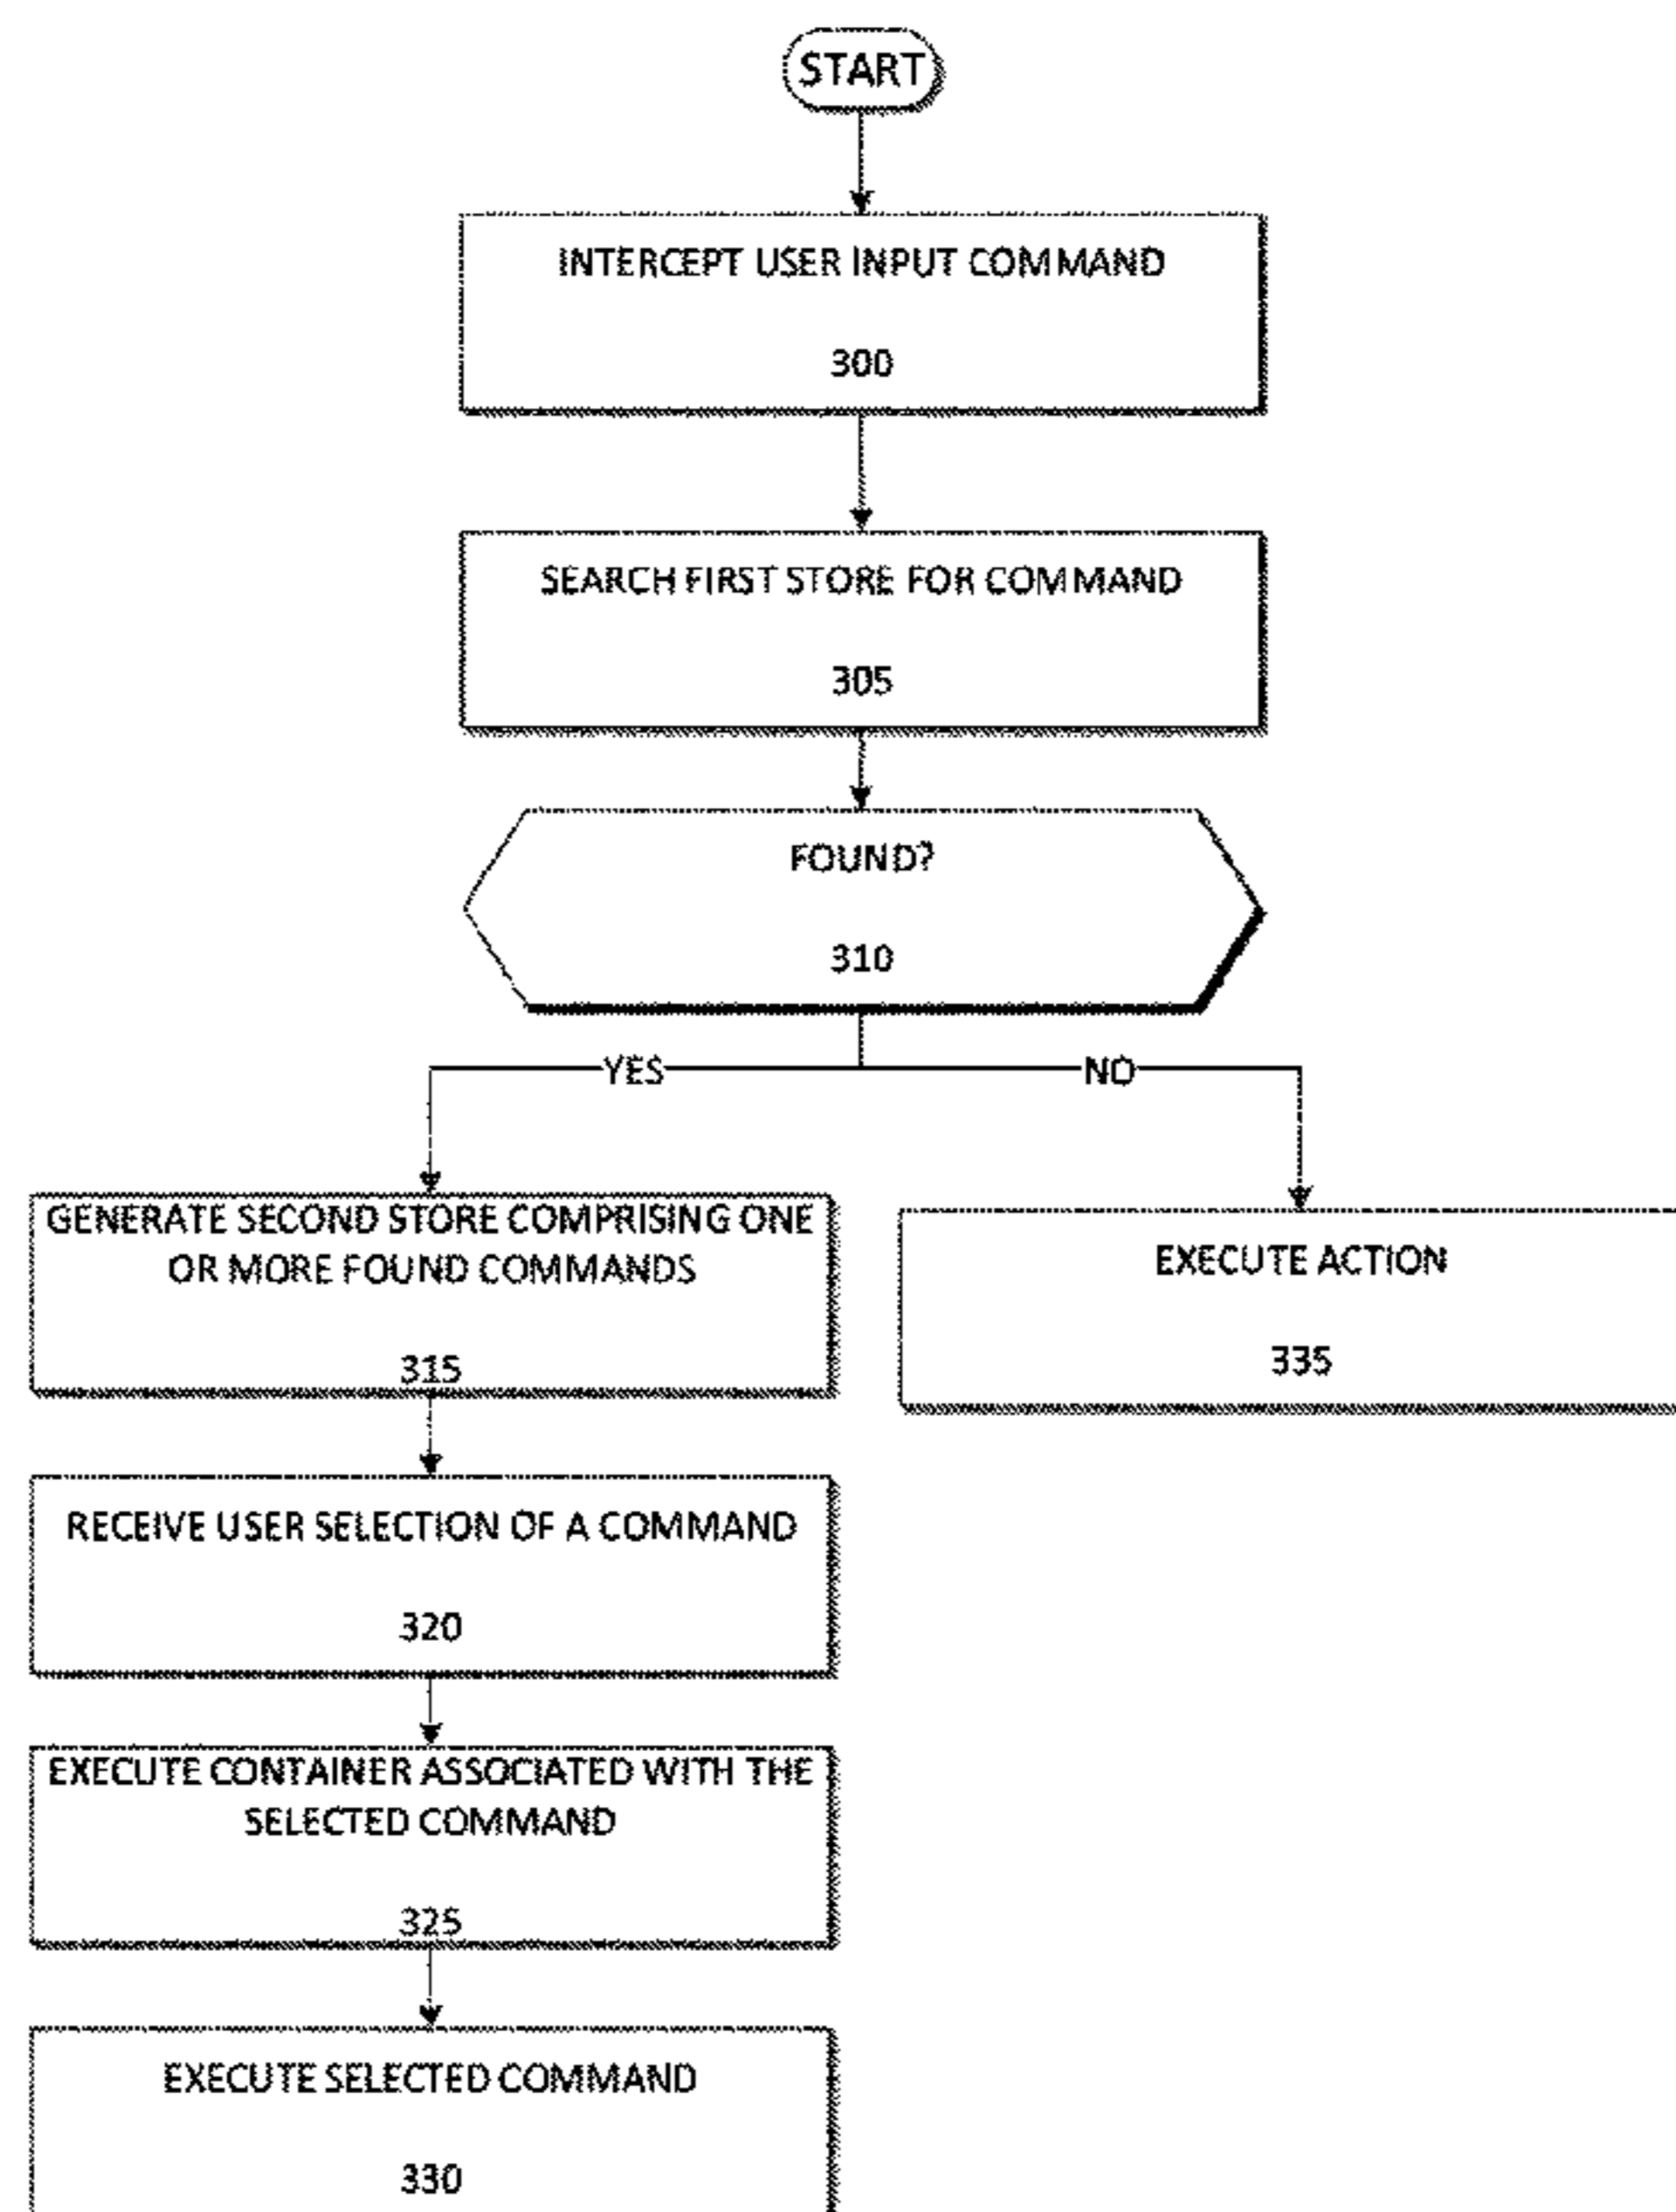 START
INTERCEPT USER INPUT COMMAND
300
SEARCH FIRST STORE FOR COMMAND
305
FOUND?
310
YES
NO
GENERATE SECOND STORE COMPRISING ONE
OR MORE FOUND COMMANDS
315
EXECUTE ACTION
335
RECEIVE USER SELECTION OF A COMMAND
320
EXECUTE CONTAINER ASSOCIATED WITH THE
SELECTED COMMAND
325
EXECUTE SELECTED COMMAND
330